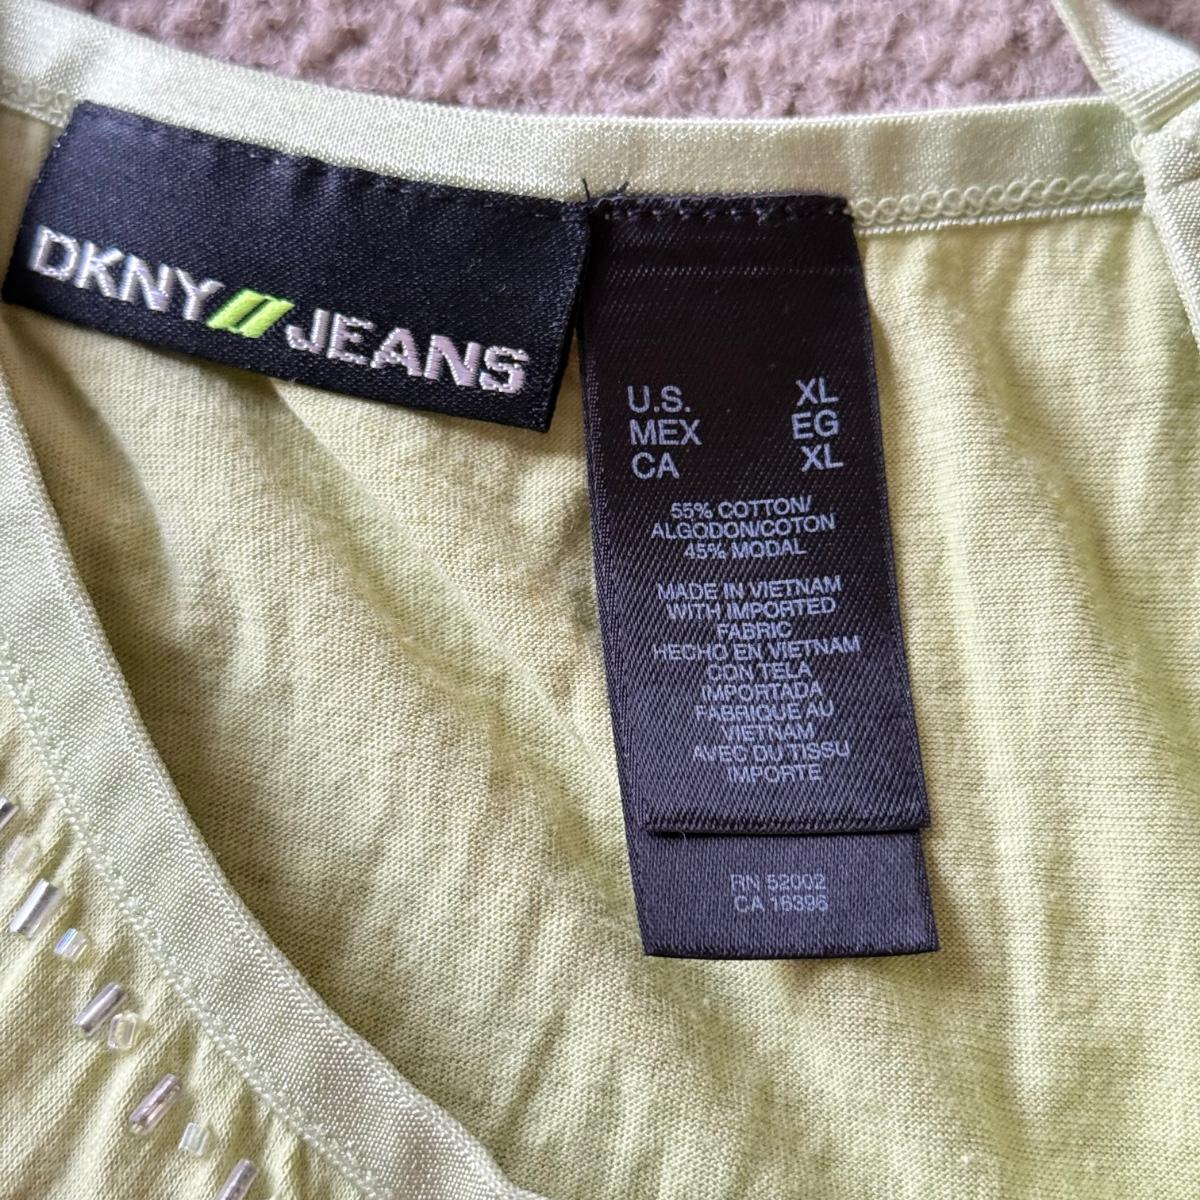 DKNY//JEANS
U.S. XL
MEX EG
CA XL
55% COTTON/
ALGODON/COTON
45% MODAL
MADE IN VIETNAM
WITH IMPORTED
FABRIC
HECHO EN VIETNAM
CON TELA
IMPORTADA
FABRIQUE AU
VIETNAM
AVEC DU TISSU
IMPORTE
RN 52002
CA 16396